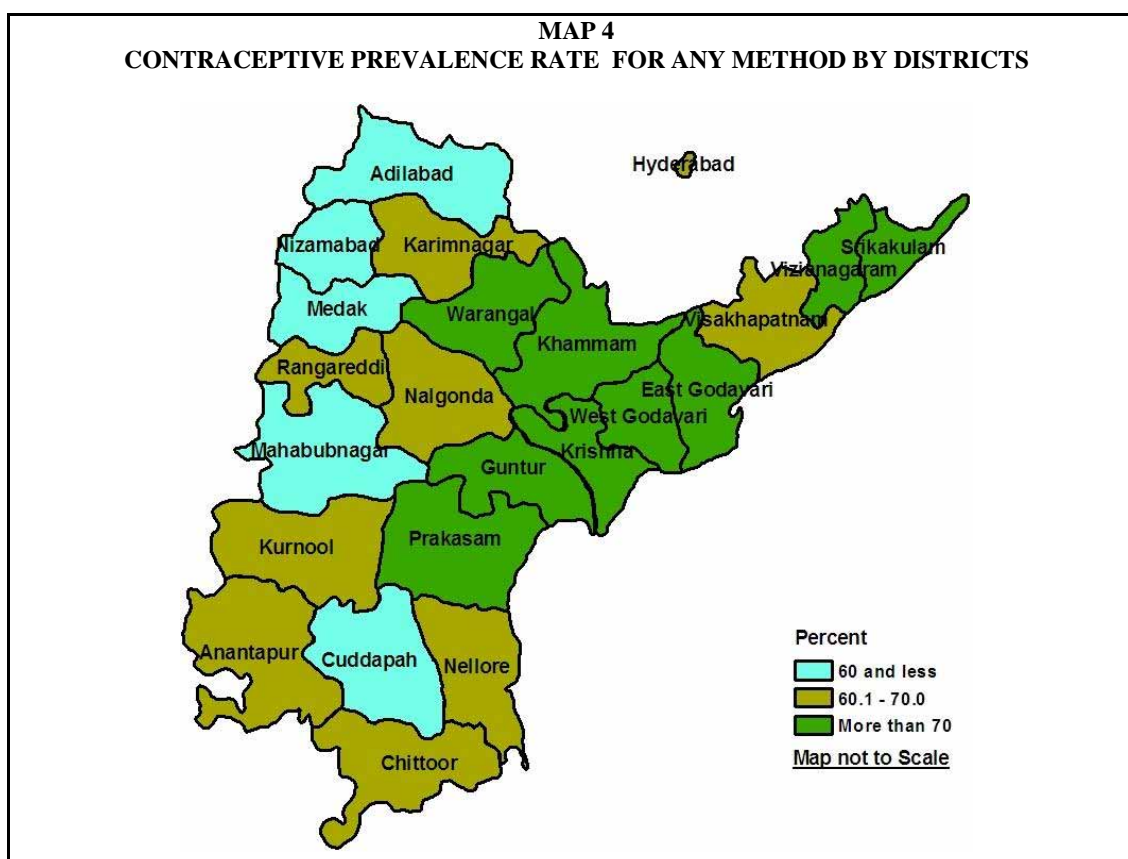 MAP 4
CONTRACEPTIVE PREVALENCE RATE FOR ANY METHOD BY DISTRICTS
Hyderabad
Adilabad
Srikakulam
Nizamabad
Karimnagar
Vizianagaram
Medak
Warangal
Visakhapatnam
Khammam
Rangareddi
East Godavari
Nalgonda
West Godavari
Mahabubnagar
Krishna
Guntur
Prakasam
Kurnool
Anantapur
Cuddapah
Nellore
Chittoor
Percent
60 and less
60.1 - 70.0
More than 70
Map not to Scale